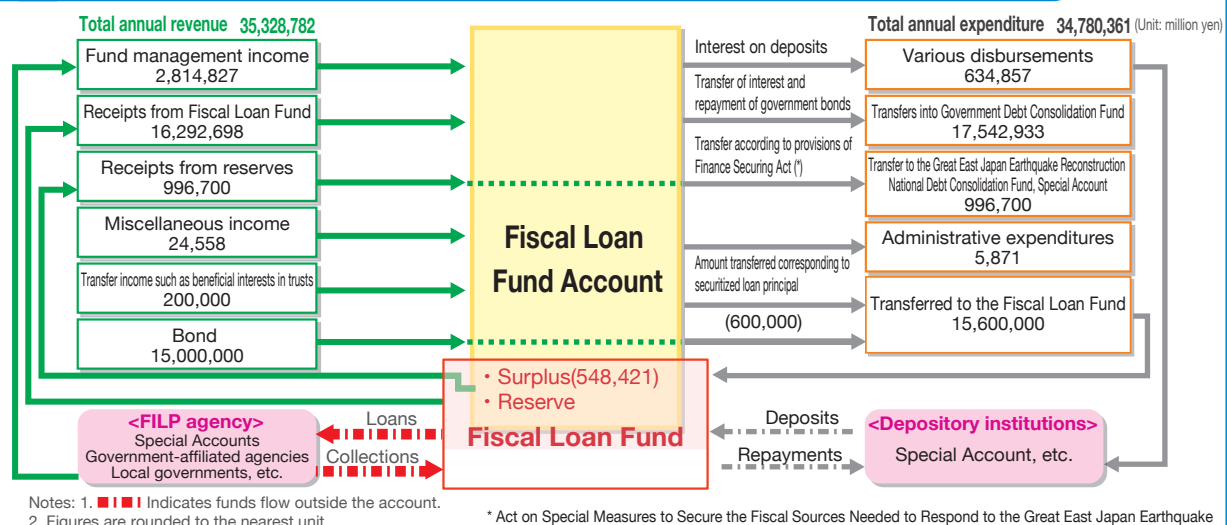 Total annual revenue 35,328,782
Fund management income
2,814,827
Receipts from Fiscal Loan Fund
16,292,698
Receipts from reserves
996,700
Miscellaneous income
24,558
Transfer income such as beneficial interests in trusts
200,000
Bond
15,000,000
Fiscal Loan
Fund Account
Interest on deposits
Transfer of interest and
repayment of government bonds
Transfer according to provisions of
Finance Securing Act (*)
Amount transferred corresponding to
securitized loan principal
(600,000)
Total annual expenditure 34,780,361 (Unit: million yen)
Various disbursements
634,857
Transfers into Government Debt Consolidation Fund
17,542,933
Transfer to the Great East Japan Earthquake Reconstruction
National Debt Consolidation Fund, Special Account
996,700
Administrative expenditures
5,871
Transferred to the Fiscal Loan Fund
15,600,000
・Surplus(548,421)
・Reserve
Fiscal Loan Fund
<FILP agency>
Special Accounts
Government-affiliated agencies
Local governments, etc.
Loans
Collections
Deposits
Repayments
<Depository institutions>
Special Account, etc.
Notes: 1. Indicates funds flow outside the account.
2. Figures are rounded to the nearest unit.
* Act on Special Measures to Secure the Fiscal Sources Needed to Respond to the Great East Japan Earthquake